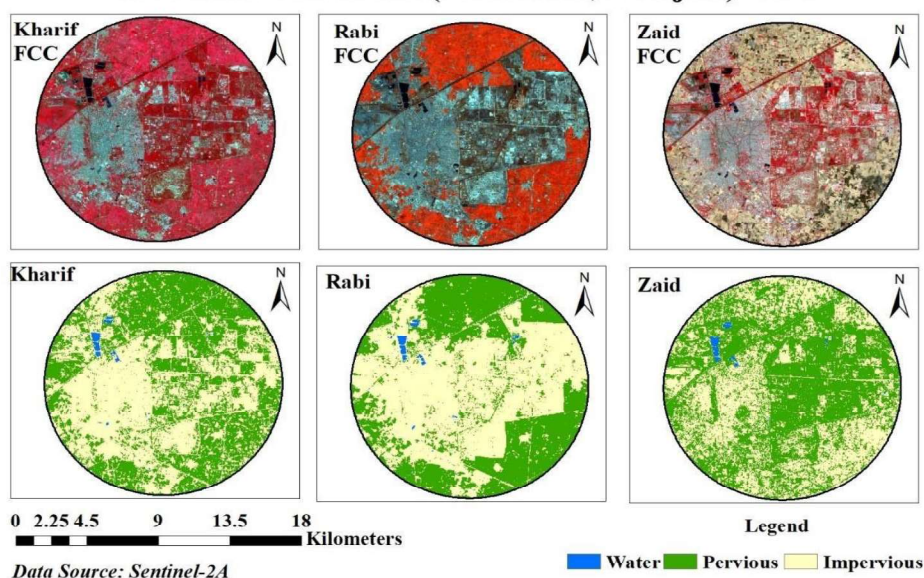 Kharif
FCC
N
Rabi
FCC
N
Zaid
FCC
N
Kharif
N
Rabi
N
Zaid
N
0 2.25 4.5 9 13.5 18
Kilometers
Legend
Data Source: Sentinel-2A
Water Pervious Impervious